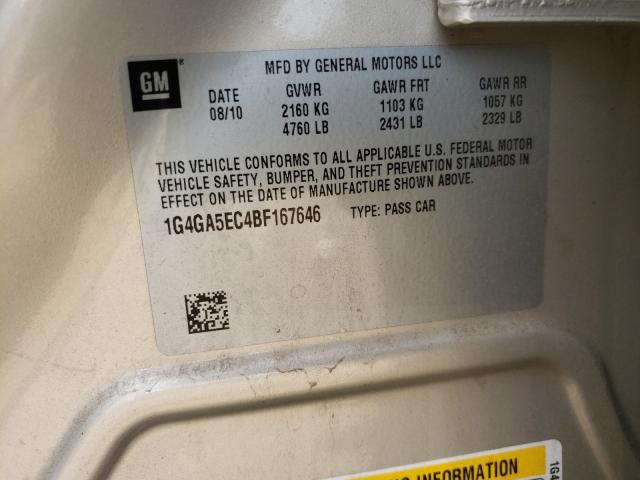 GM
MFD BY GENERAL MOTORS LLC
DATE GVWR GAWR FRT GAWR RR
08/10 2160 KG 1103 KG 1057 KG
4760 LB 2431 LB 2329 LB
THIS VEHICLE CONFORMS TO ALL APPLICABLE U.S. FEDERAL MOTOR
VEHICLE SAFETY, BUMPER, AND THEFT PREVENTION STANDARDS IN
EFFECT ON THE DATE OF MANUFACTURE SHOWN ABOVE.
1G4GA5EC4BF167646 TYPE: PASS CAR
INFORMATION
1G4